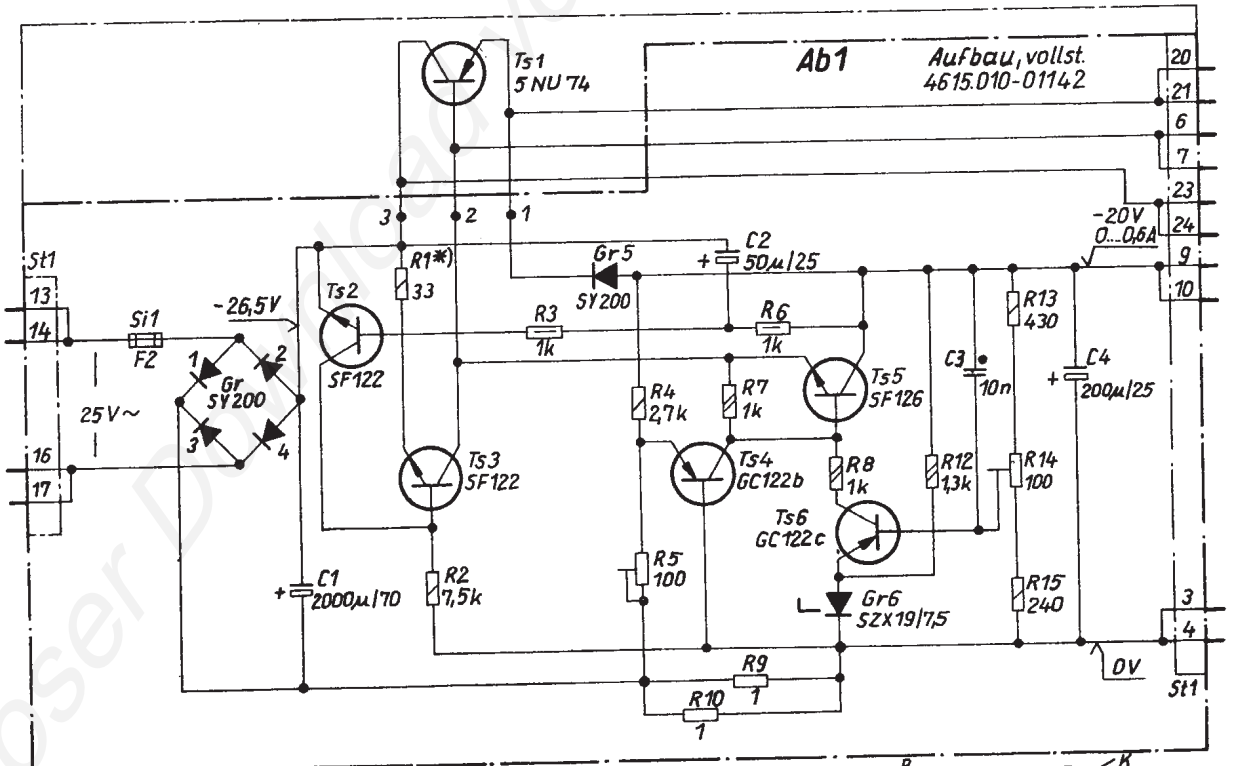 Ab1
Aufbau, vollst.
4615.010-01142
Ts1
5NU74
20
21
6
7
23
24
-20V
0...0,6A
9
10
3
2
1
St1
13
14
Si1
F2
25V~
16
17
1
2
Gr
SY200
3
4
-26,5V
Ts2
SF122
R1*)
33
Gr5
SY200
C2
50µ/25
+
R3
1k
R6
1k
R4
2,7k
R7
1k
Ts5
SF126
C3
10n
R13
430
C4
200µ/25
+
Ts3
SF122
Ts4
GC122b
R8
1k
R12
1,3k
R14
100
Ts6
GC122c
C1
2000µ/70
+
R2
7,5k
R5
100
Gr6
SZX19/7,5
R15
240
3
4
0V
St1
R9
1
R10
1
K